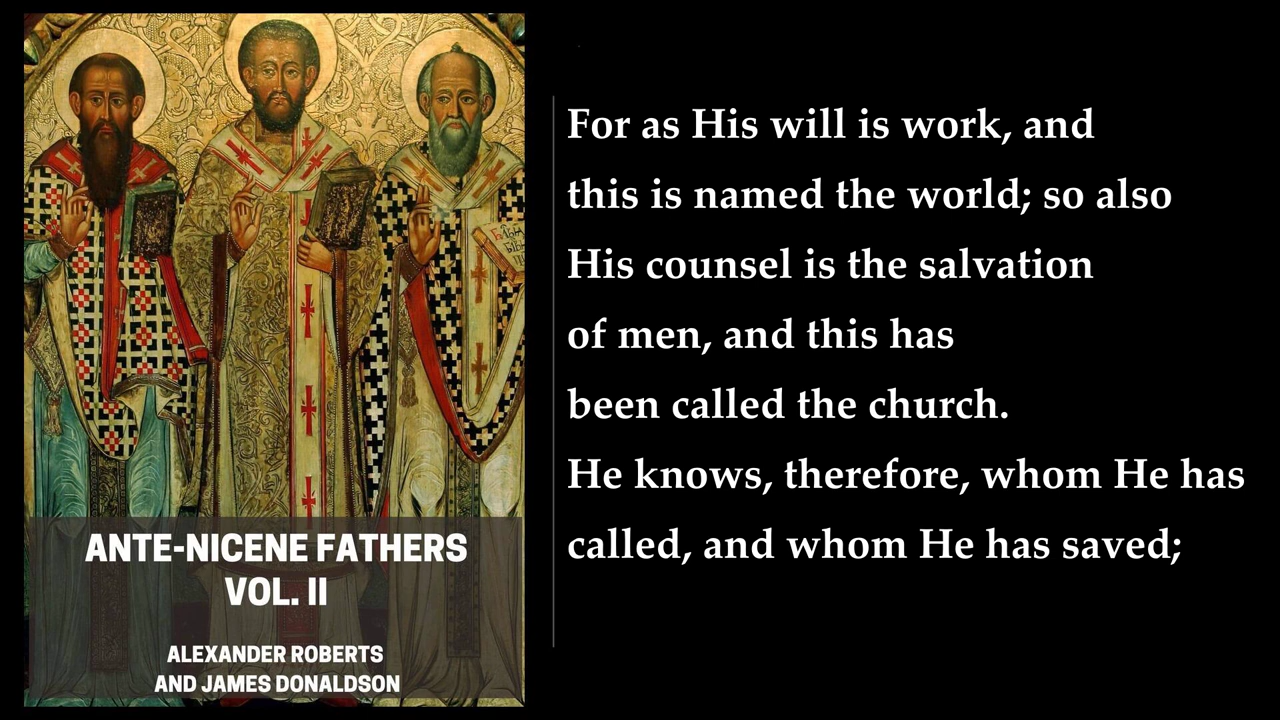 ANTE-NICENE FATHERS
VOL. II
ALEXANDER ROBERTS
AND JAMES DONALDSON
For as His will is work, and
this is named the world; so also
His counsel is the salvation
of men, and this has
been called the church.
He knows, therefore, whom He has
called, and whom He has saved;